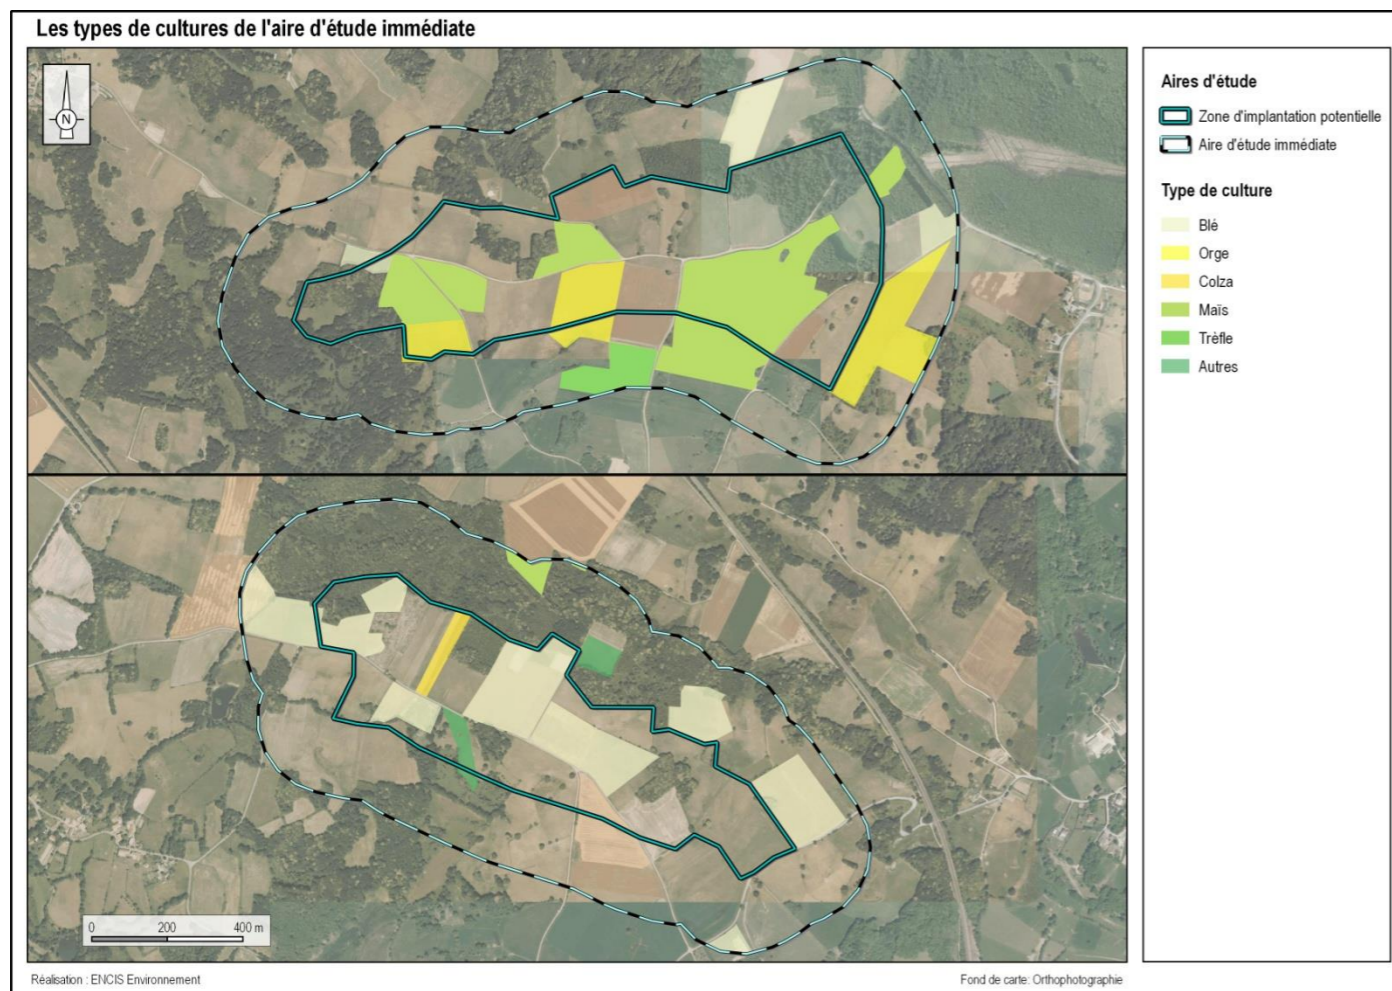 Les types de cultures de l'aire d'étude immédiate
N
Aires d'étude
Zone d'implantation potentielle
Aire d'étude immédiate
Type de culture
Blé
Orge
Colza
Maïs
Trèfle
Autres
0 200 400 m
Réalisation : ENCIS Environnement
Fond de carte: Orthophotographie